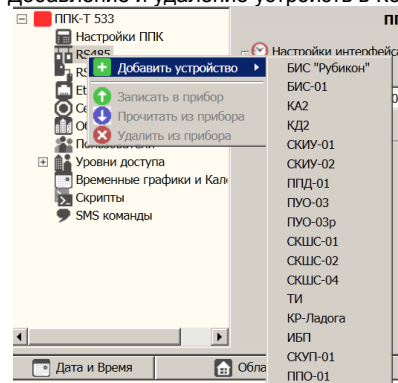 Добавление и удаление устройств в ко
ППК-Т 533
Настройки ППК
RS485
Настройки интерфейса
Добавить устройство
Записать в прибор
Прочитать из прибора
Удалить из прибора
БИС "Рубикон"
БИС-01
КА2
КД2
СКИУ-01
СКИУ-02
ППД-01
ПУО-03
ПУО-03р
СКШС-01
СКШС-02
СКШС-04
ТИ
КР-Ладога
ИБП
СКУП-01
ППО-01
Уровни доступа
Временные графики и Кале
Скрипты
SMS команды
Дата и Время
Обла